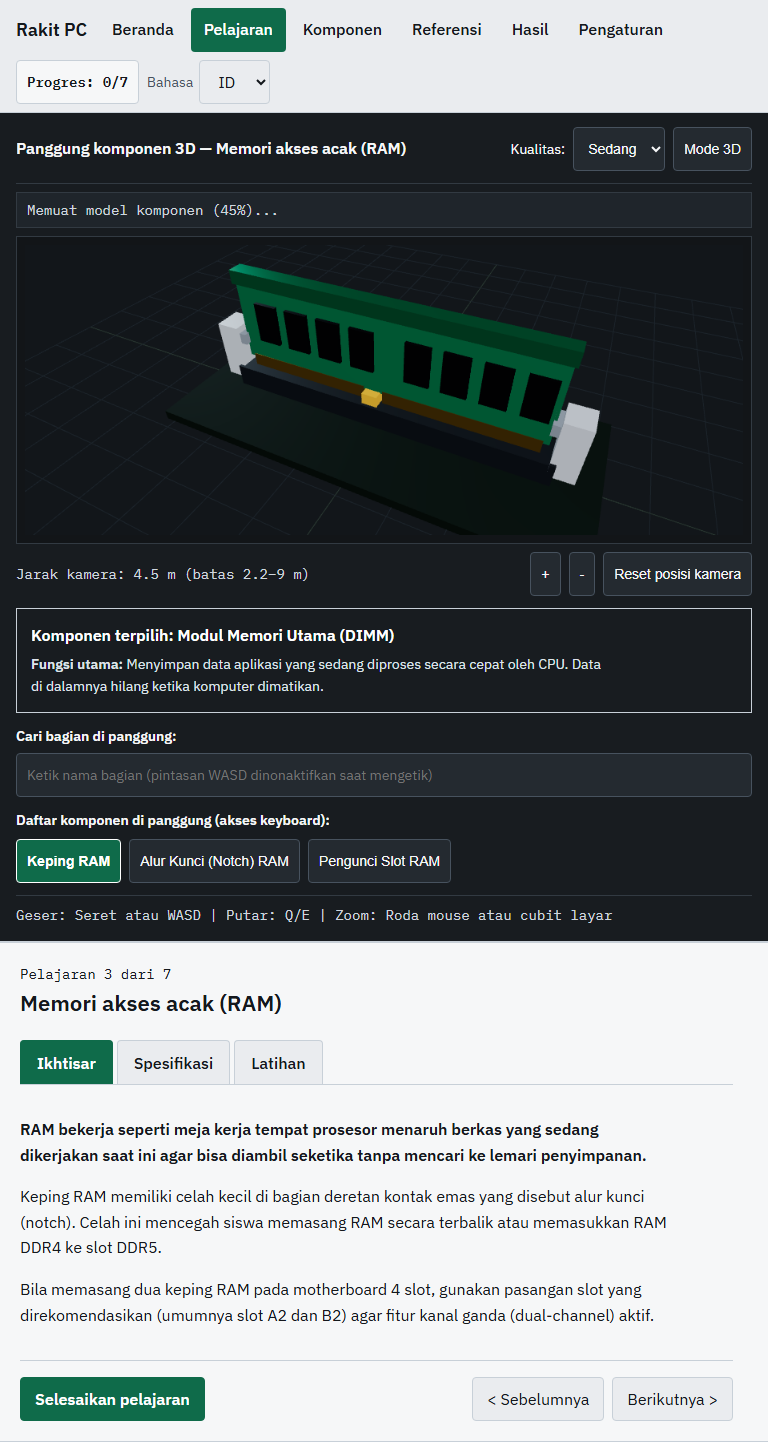 Rakit PC Beranda Pelajaran Komponen Referensi Hasil Pengaturan
Progres: 0/7 Bahasa ID
Panggung komponen 3D — Memori akses acak (RAM) Kualitas: Sedang Mode 3D
Memuat model komponen (45%)...
Jarak kamera: 4.5 m (batas 2.2–9 m) + - Reset posisi kamera
Komponen terpilih: Modul Memori Utama (DIMM)
Fungsi utama: Menyimpan data aplikasi yang sedang diproses secara cepat oleh CPU. Data
di dalamnya hilang ketika komputer dimatikan.
Cari bagian di panggung:
Ketik nama bagian (pintasan WASD dinonaktifkan saat mengetik)
Daftar komponen di panggung (akses keyboard):
Keping RAM Alur Kunci (Notch) RAM Pengunci Slot RAM
Geser: Seret atau WASD | Putar: Q/E | Zoom: Roda mouse atau cubit layar
Pelajaran 3 dari 7
Memori akses acak (RAM)
Ikhtisar Spesifikasi Latihan
RAM bekerja seperti meja kerja tempat prosesor menaruh berkas yang sedang
dikerjakan saat ini agar bisa diambil seketika tanpa mencari ke lemari penyimpanan.
Keping RAM memiliki celah kecil di bagian deretan kontak emas yang disebut alur kunci
(notch). Celah ini mencegah siswa memasang RAM secara terbalik atau memasukkan RAM
DDR4 ke slot DDR5.
Bila memasang dua keping RAM pada motherboard 4 slot, gunakan pasangan slot yang
direkomendasikan (umumnya slot A2 dan B2) agar fitur kanal ganda (dual-channel) aktif.
Selesaikan pelajaran < Sebelumnya Berikutnya >